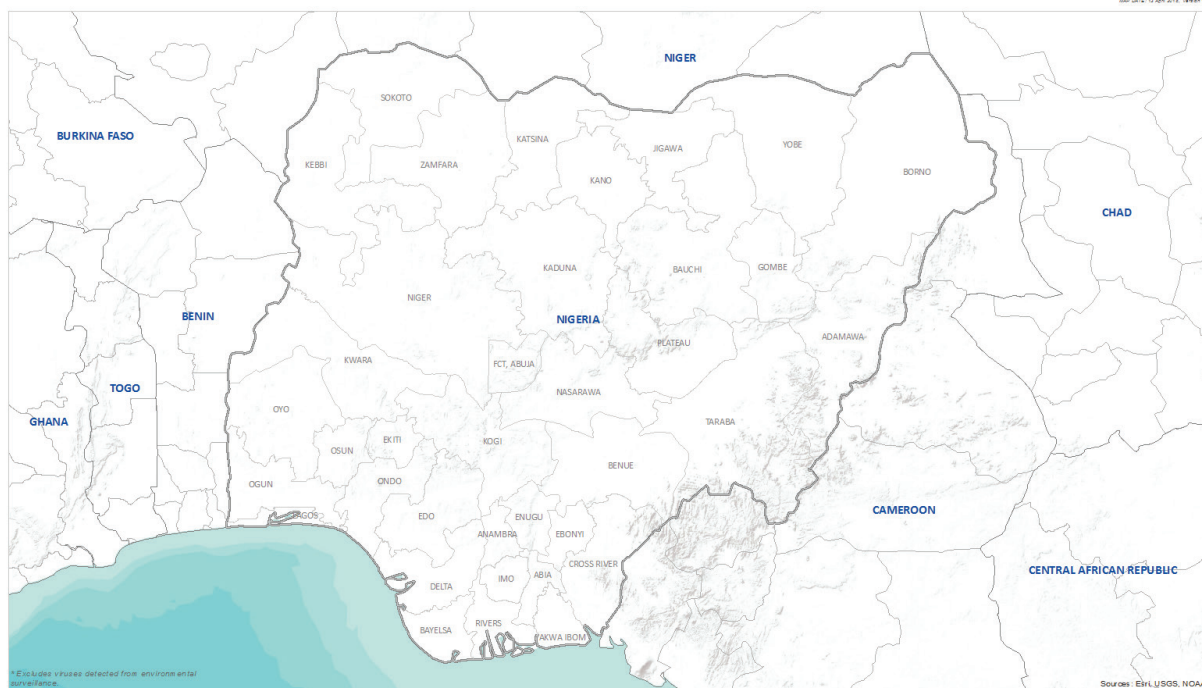 NIGER
SOKOTO
BURKINA FASO
KATSINA
YOBE
JIGAWA
KEBBI
ZAMFARA
KANO
BORNO
CHAD
KADUNA
BAUCHI
GOMBE
NIGER
BENIN
NIGERIA
ADAMAWA
PLATEAU
KWARA
FCT, ABUJA
TOGO
NASARAWA
OYO
GHANA
TARABA
EKITI
KOGI
OSUN
BENUE
OGUN
ONDO
CAMEROON
LAGOS
EDO
ENUGU
ANAMBRA
EBONYI
CROSS RIVER
CENTRAL AFRICAN REPUBLIC
IMO
ABIA
DELTA
RIVERS
BAYELSA
AKWA IBOM
* Excludes viruses detected from environmental
surveillance.
Sources: Esri, USGS, NOAA